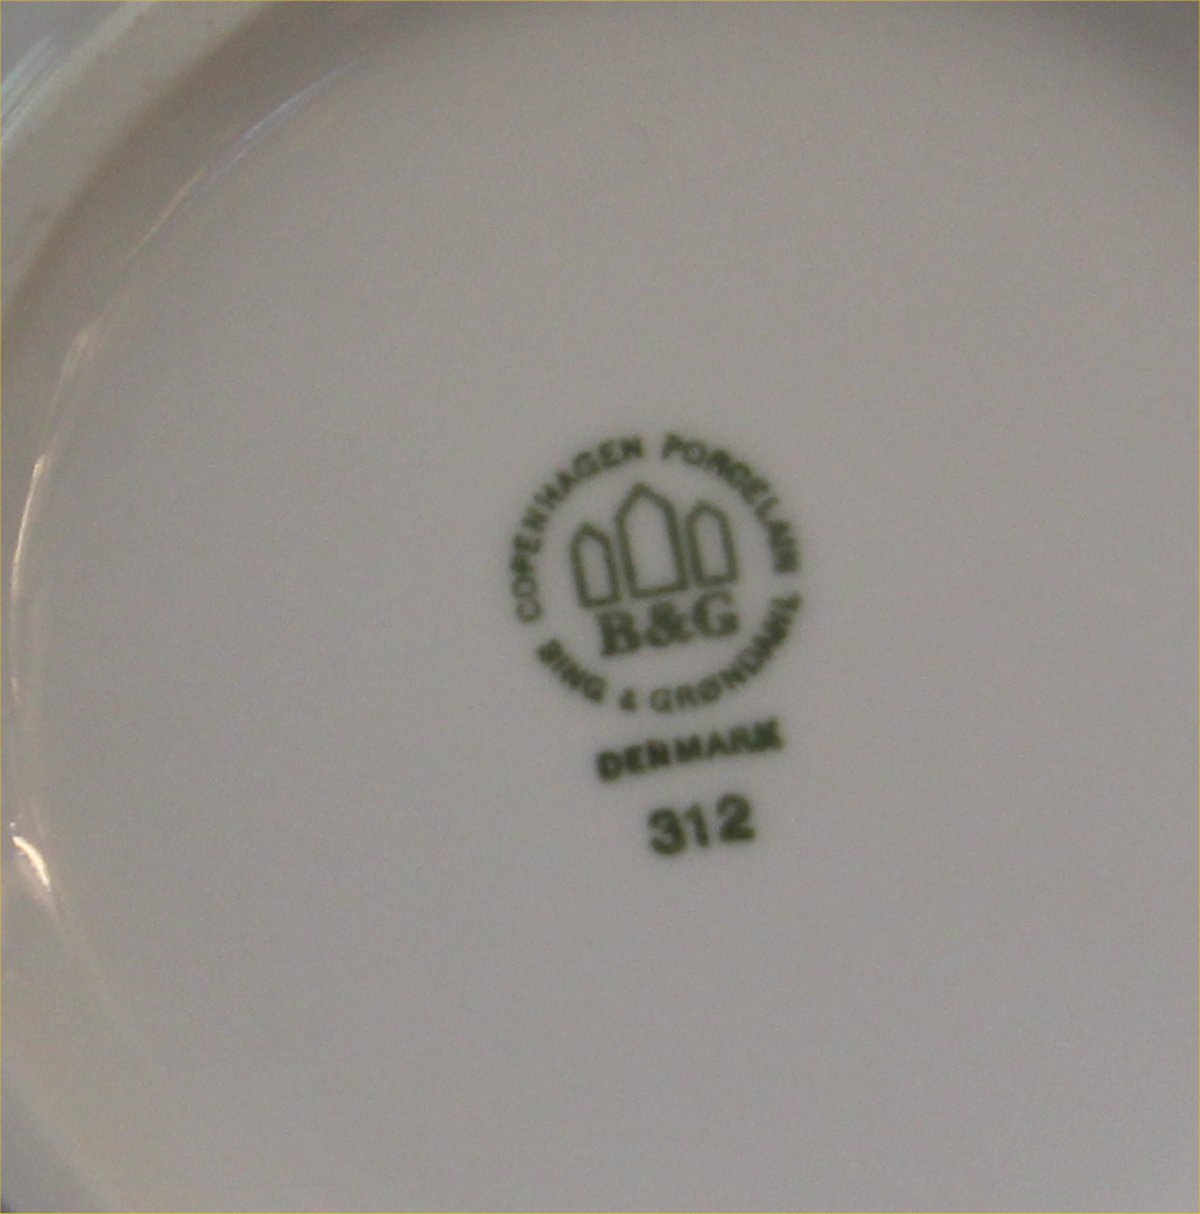 COPENHAGEN PORCELAIN
B&G
BING & GRØNDAHL
DENMARK
312